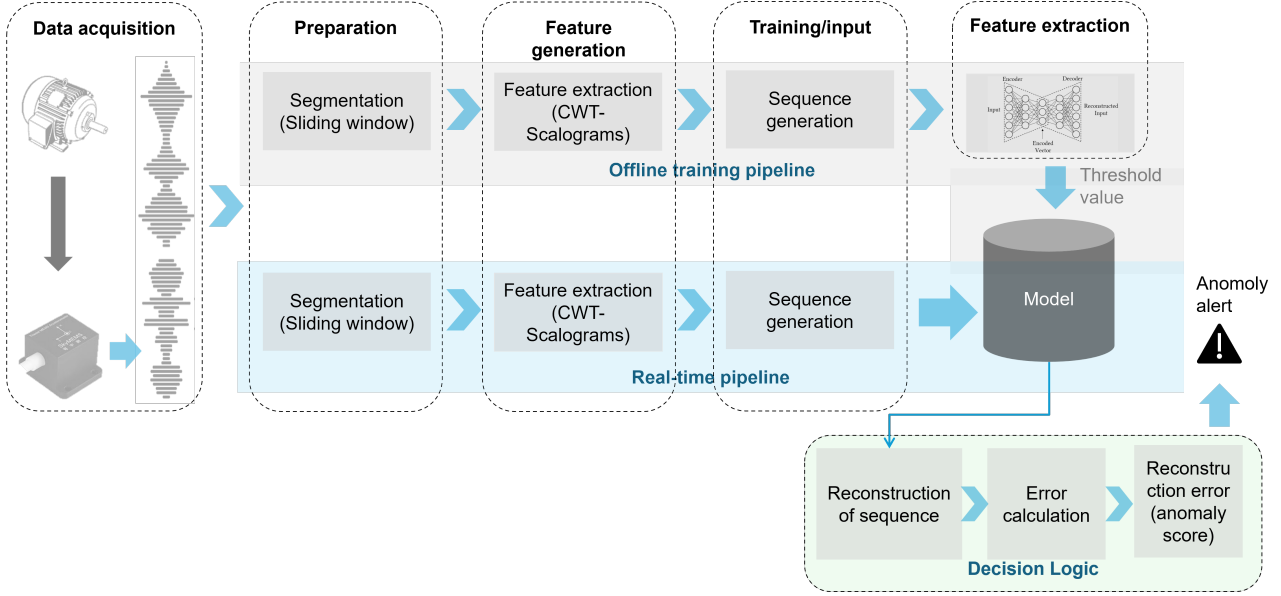 Data acquisition
Preparation
Feature
generation
Training/input
Feature extraction
Segmentation
(Sliding window)
Feature extraction
(CWT-
Scalograms)
Sequence
generation
Encoder
Decoder
Input
Reconstructed
Input
Encoded
Vector
Offline training pipeline
Threshold
value
Segmentation
(Sliding window)
Feature extraction
(CWT-
Scalograms)
Sequence
generation
Model
Anomoly
alert
Real-time pipeline
Reconstruction
of sequence
Error
calculation
Reconstru
ction error
(anomaly
score)
Decision Logic